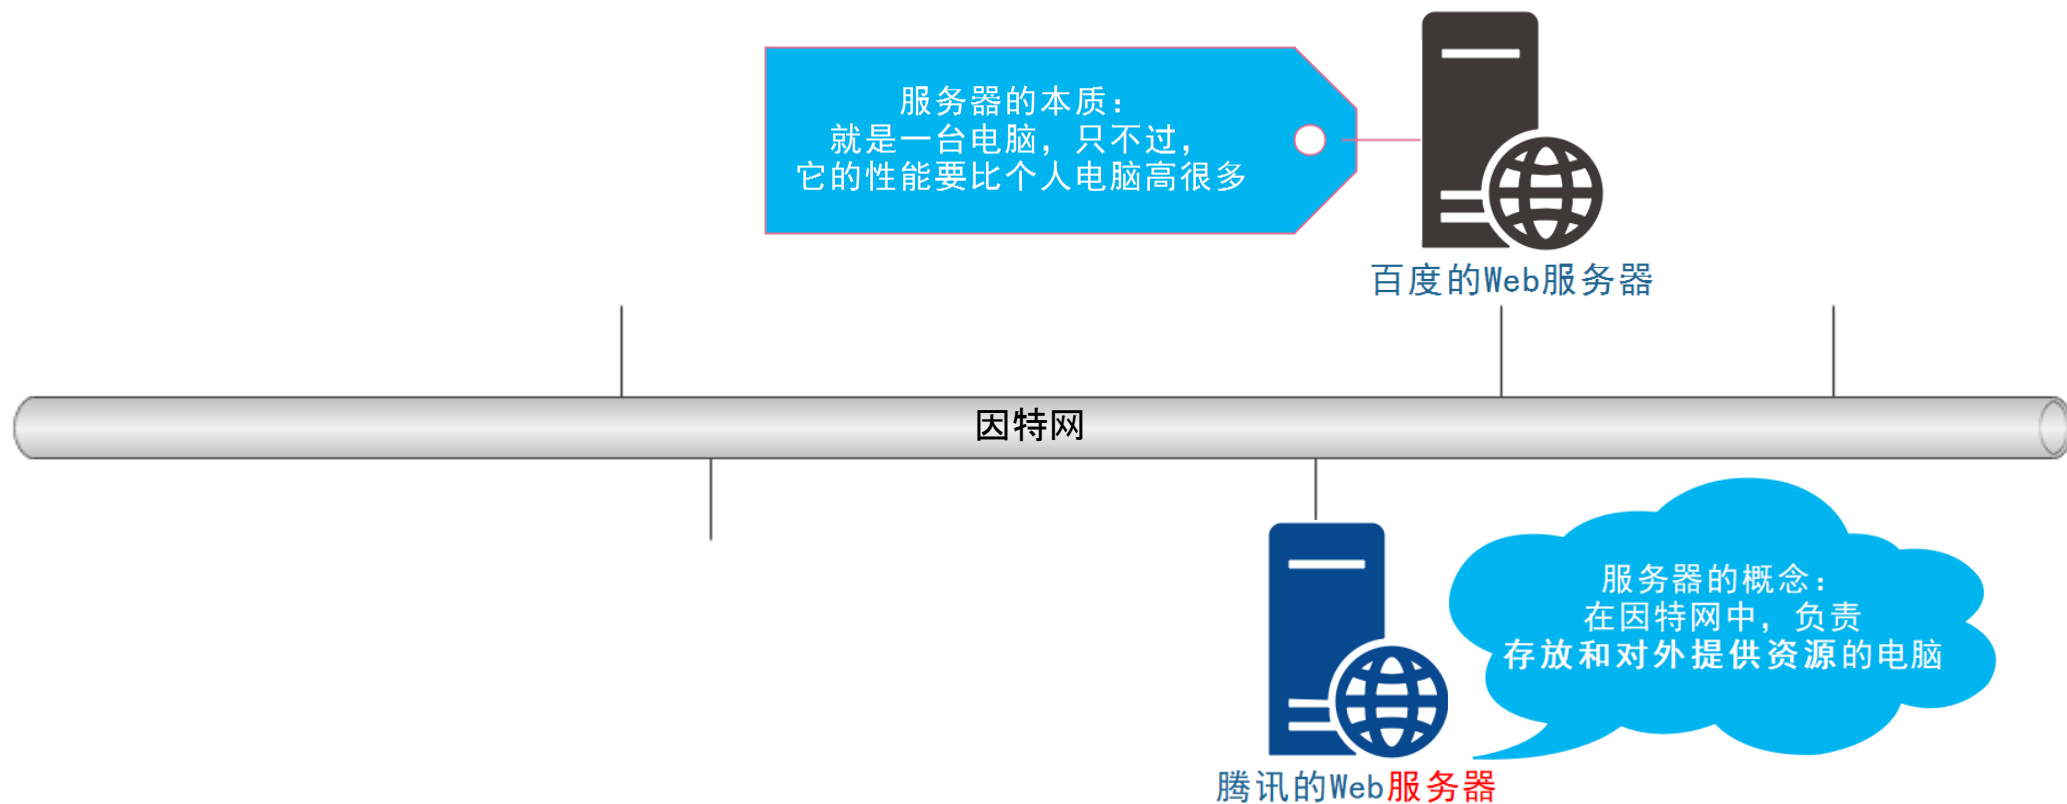 服务器的本质：
就是一台电脑，只不过，
它的性能要比个人电脑高很多
百度的Web服务器
因特网
服务器的概念：
在因特网中，负责
存放和对外提供资源的电脑
腾讯的Web服务器